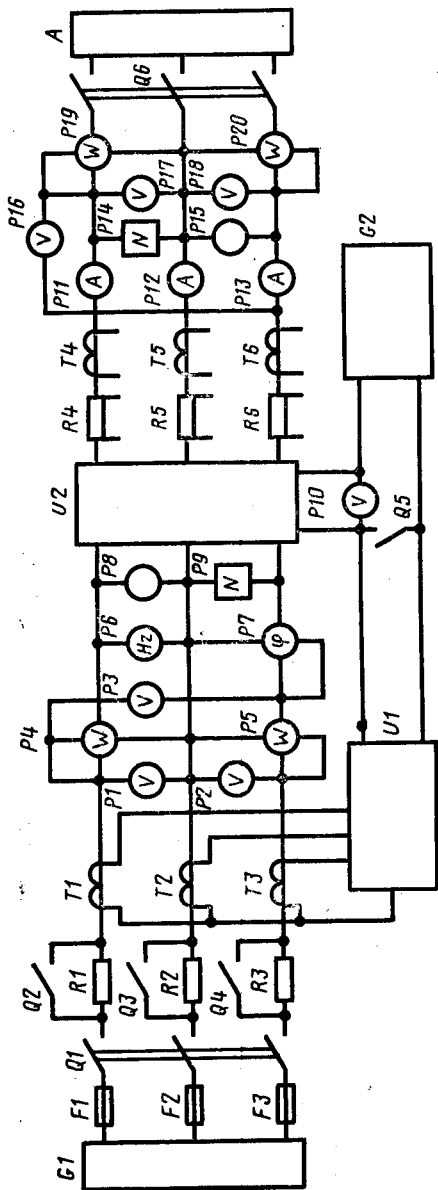 G1
F1
F2
F3
Q1
Q2
Q3
Q4
R1
R2
R3
T1
T2
T3
P1
P2
P4
P3
P5
P6
P7
P8
P9
V
V
W
W
V
Hz
φ
N
U2
U1
R4
R5
R6
T4
T5
T6
P10
V
Q5
G2
P11
P12
P13
A
A
A
P14
P15
N
P16
V
P17
P18
V
V
P19
P20
W
W
Q6
A